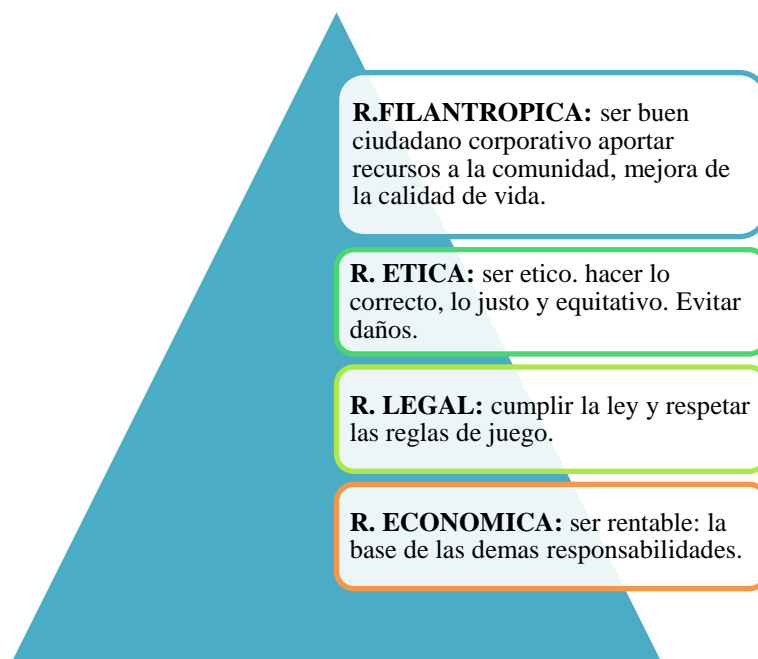 R.FILANTROPICA: ser buen
ciudadano corporativo aportar
recursos a la comunidad, mejora de
la calidad de vida.
R. ETICA: ser etico. hacer lo
correcto, lo justo y equitativo. Evitar
daños.
R. LEGAL: cumplir la ley y respetar
las reglas de juego.
R. ECONOMICA: ser rentable: la
base de las demas responsabilidades.